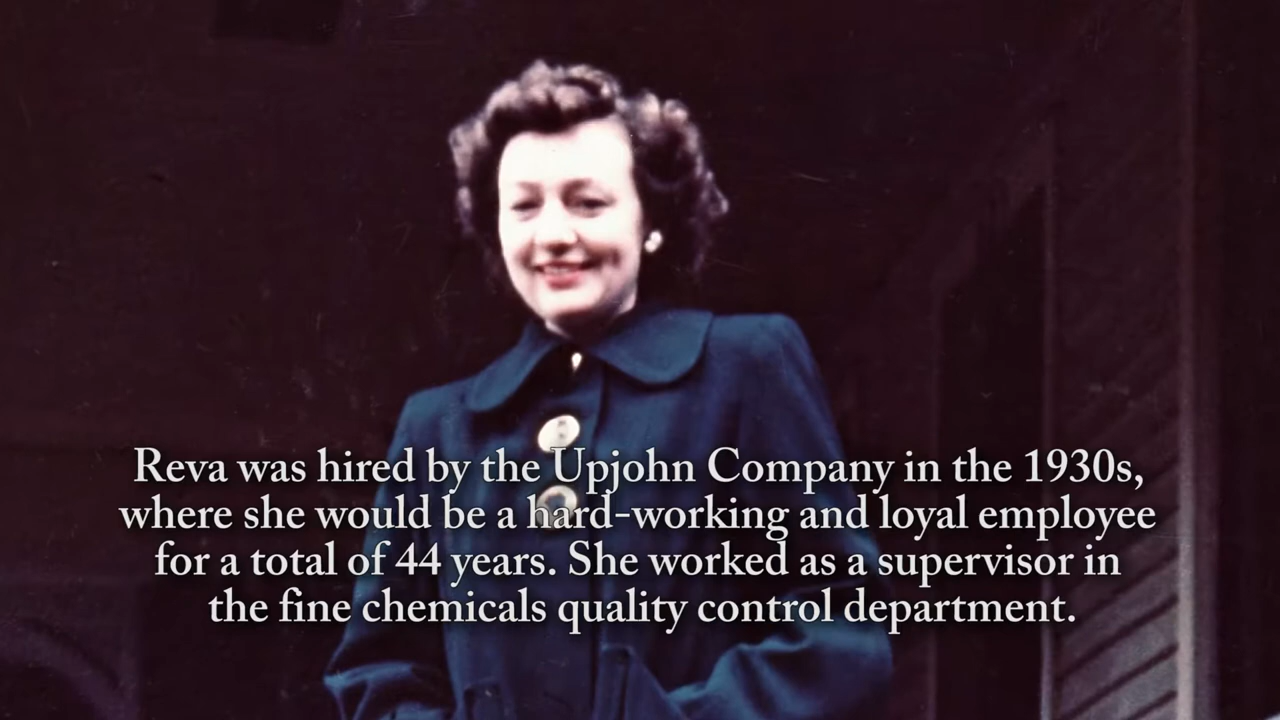 Reva was hired by the Upjohn Company in the 1930s,
where she would be a hard-working and loyal employee
for a total of 44 years. She worked as a supervisor in
the fine chemicals quality control department.